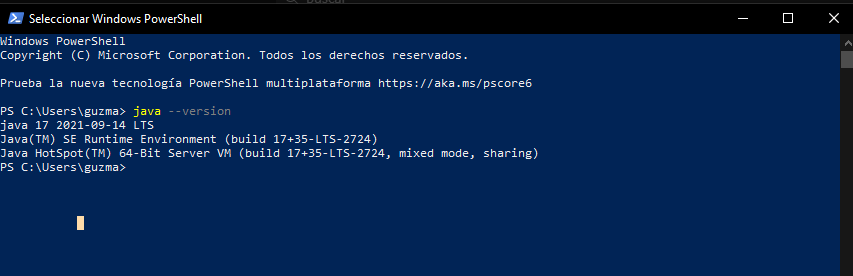 Buscar
Seleccionar Windows PowerShell
Windows PowerShell
Copyright (C) Microsoft Corporation. Todos los derechos reservados.
Prueba la nueva tecnología PowerShell multiplataforma https://aka.ms/pscore6
PS C:\Users\guzma> java --version
java 17 2021-09-14 LTS
Java(TM) SE Runtime Environment (build 17+35-LTS-2724)
Java HotSpot(TM) 64-Bit Server VM (build 17+35-LTS-2724, mixed mode, sharing)
PS C:\Users\guzma>